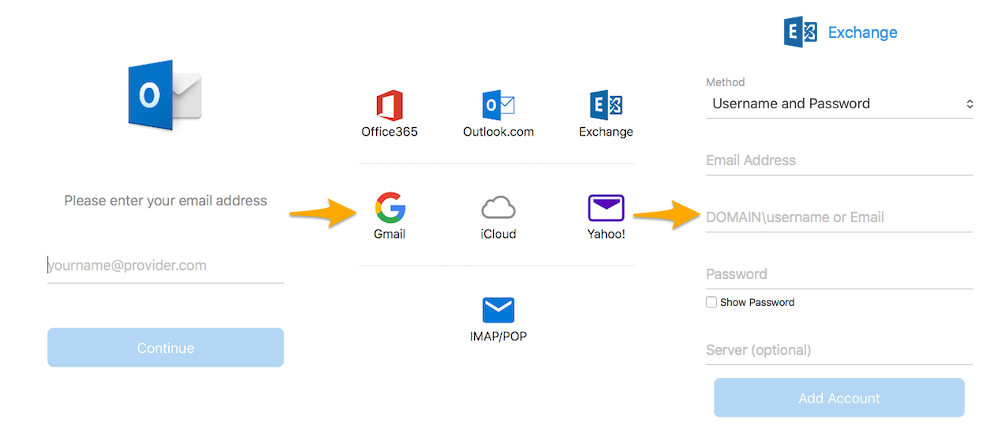 O
Please enter your email address
yourname@provider.com
Continue
Office365
Outlook.com
Exchange
Gmail
iCloud
Yahoo!
IMAP/POP
Exchange
Method
Username and Password
Email Address
DOMAIN\username or Email
Password
Show Password
Server (optional)
Add Account